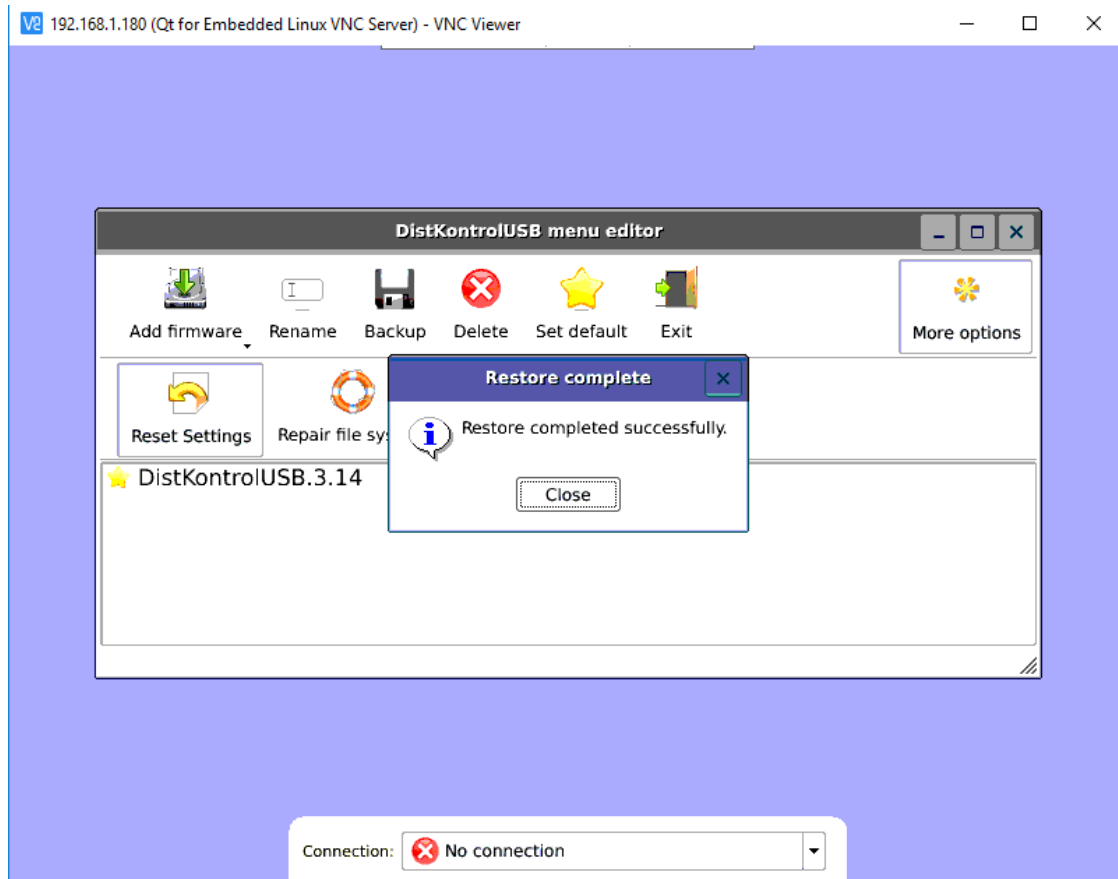 192.168.1.180 (Qt for Embedded Linux VNC Server) - VNC Viewer
DistKontrolUSB menu editor
Add firmware Rename Backup Delete Set default Exit More options
Reset Settings Repair file sy
Restore complete
Restore completed successfully.
Close
DistKontrolUSB.3.14
Connection: No connection